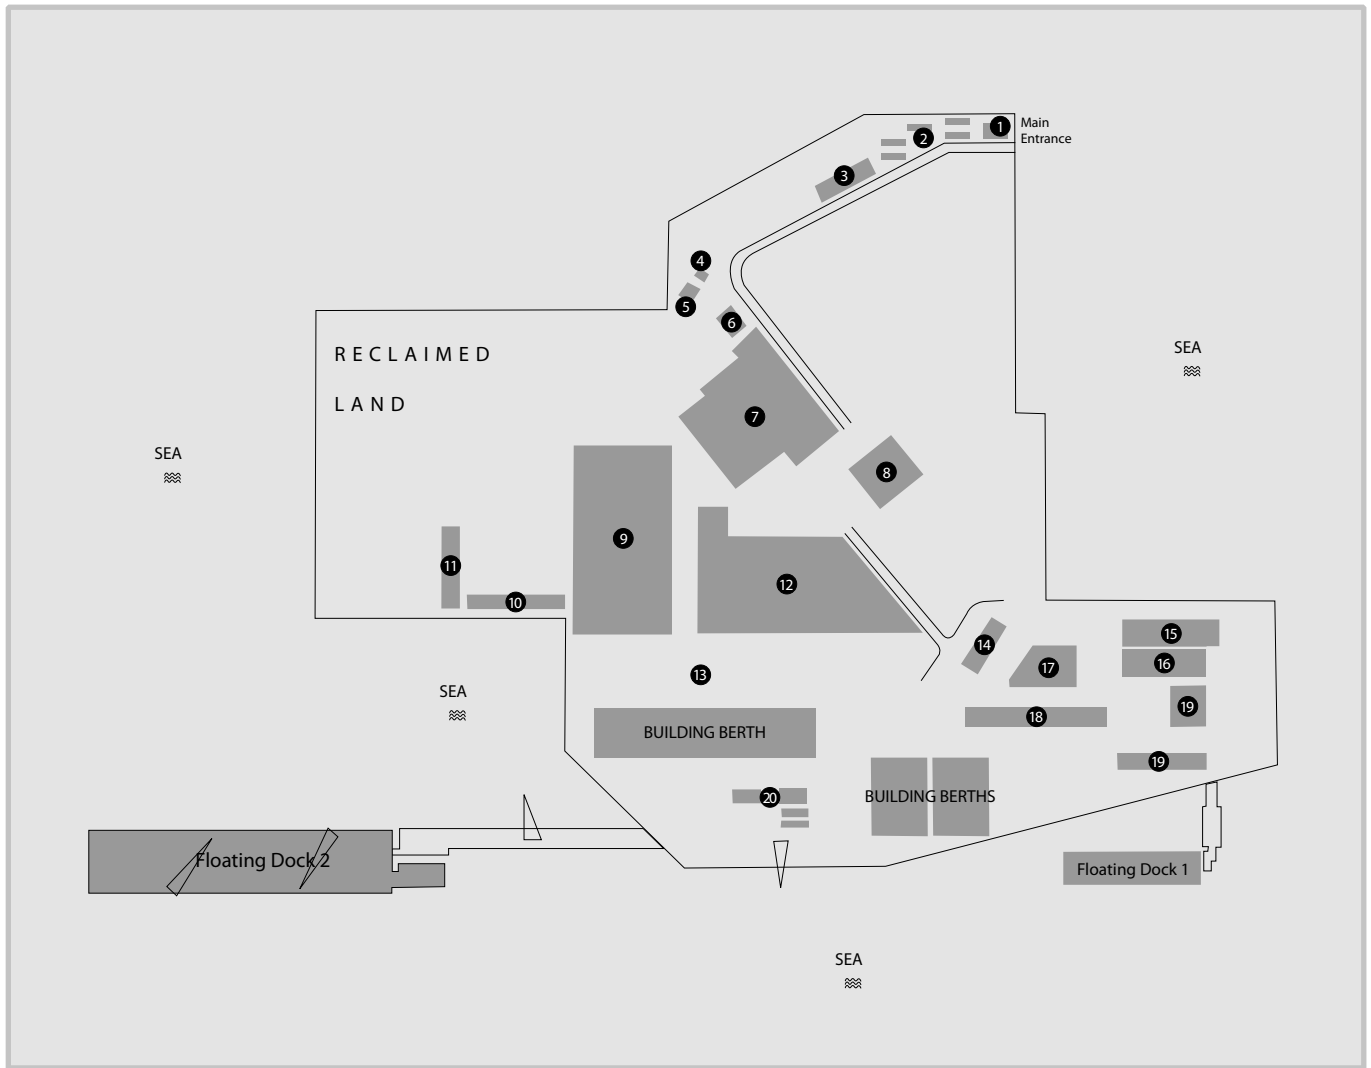 1
Main
Entrance
2
3
4
5
6
SEA
RECLAIMED
LAND
7
SEA
8
9
11
12
10
15
14
16
17
13
SEA
19
18
BUILDING BERTH
19
20
BUILDING BERTHS
Floating Dock 2
Floating Dock 1
SEA